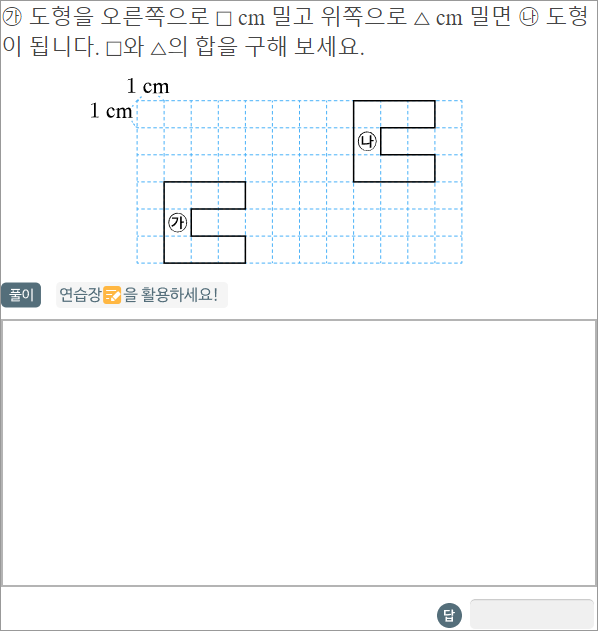 ㉮ 도형을 오른쪽으로 □ cm 밀고 위쪽으로 △ cm 밀면 ㉯ 도형
이 됩니다. □와 △의 합을 구해 보세요.
1 cm
1 cm
㉯
㉮
풀이 연습장을 활용하세요!
답